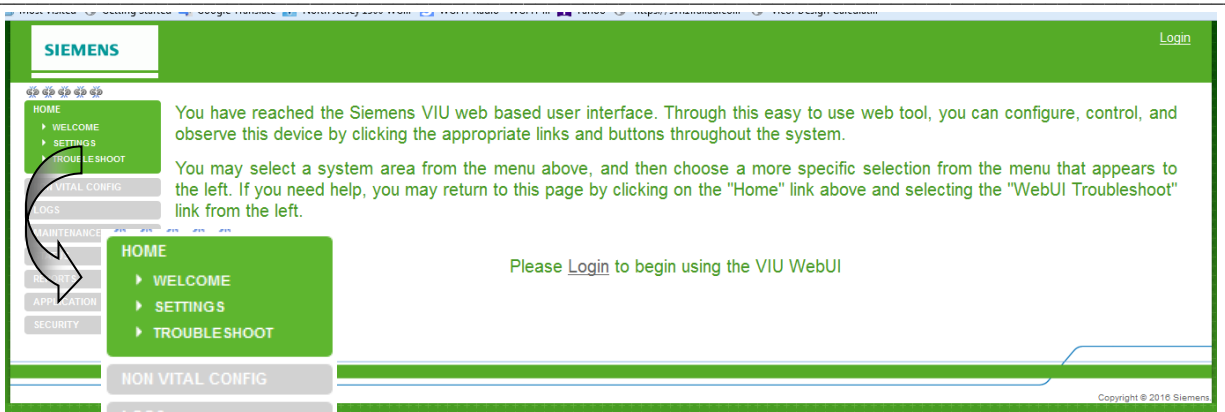 Login
SIEMENS
HOME
WELCOME
SETTINGS
TROUBLESHOOT
NON VITAL CONFIG
LOGS
MAINTENANCE
REPORTS
APPLICATION
SECURITY
You have reached the Siemens VIU web based user interface. Through this easy to use web tool, you can configure, control, and
observe this device by clicking the appropriate links and buttons throughout the system.
You may select a system area from the menu above, and then choose a more specific selection from the menu that appears to
the left. If you need help, you may return to this page by clicking on the "Home" link above and selecting the "WebUI Troubleshoot"
link from the left.
Please Login to begin using the VIU WebUI
HOME
WELCOME
SETTINGS
TROUBLESHOOT
NON VITAL CONFIG
Copyright © 2016 Siemens